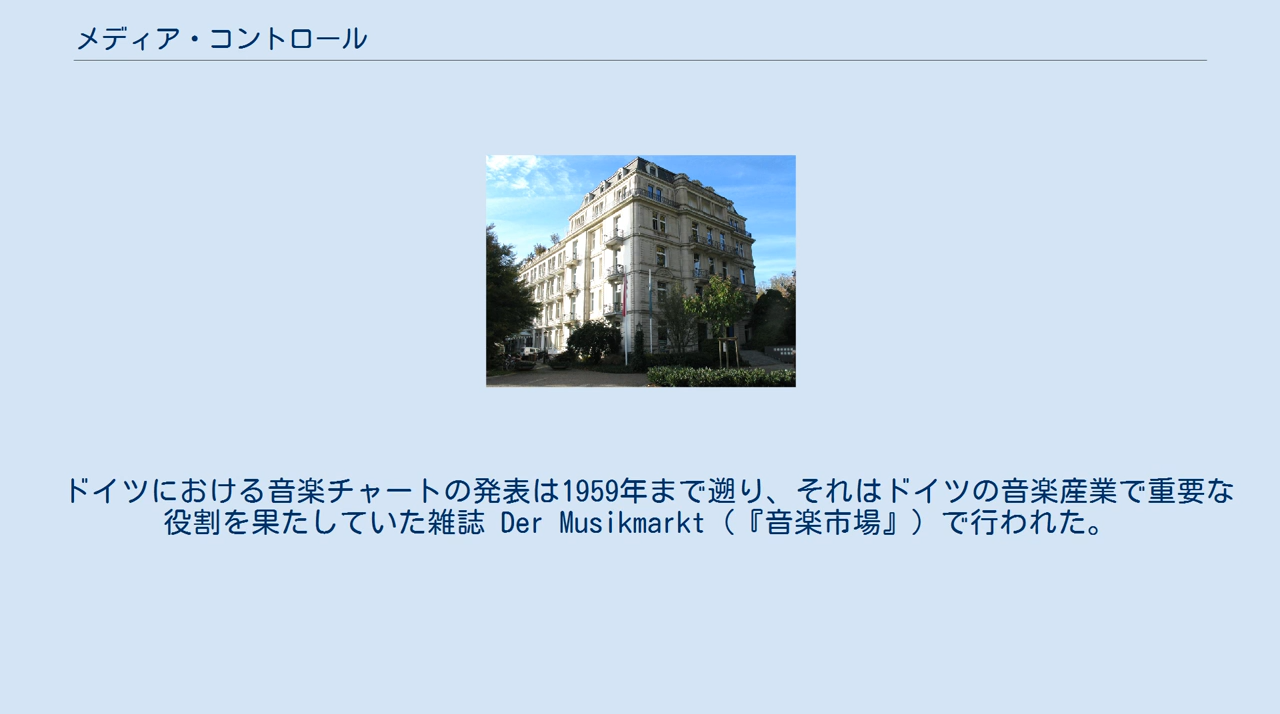 メディア・コントロール
ドイツにおける音楽チャートの発表は1959年まで遡り、それはドイツの音楽産業で重要な
役割を果たしていた雑誌 Der Musikmarkt（『音楽市場』）で行われた。